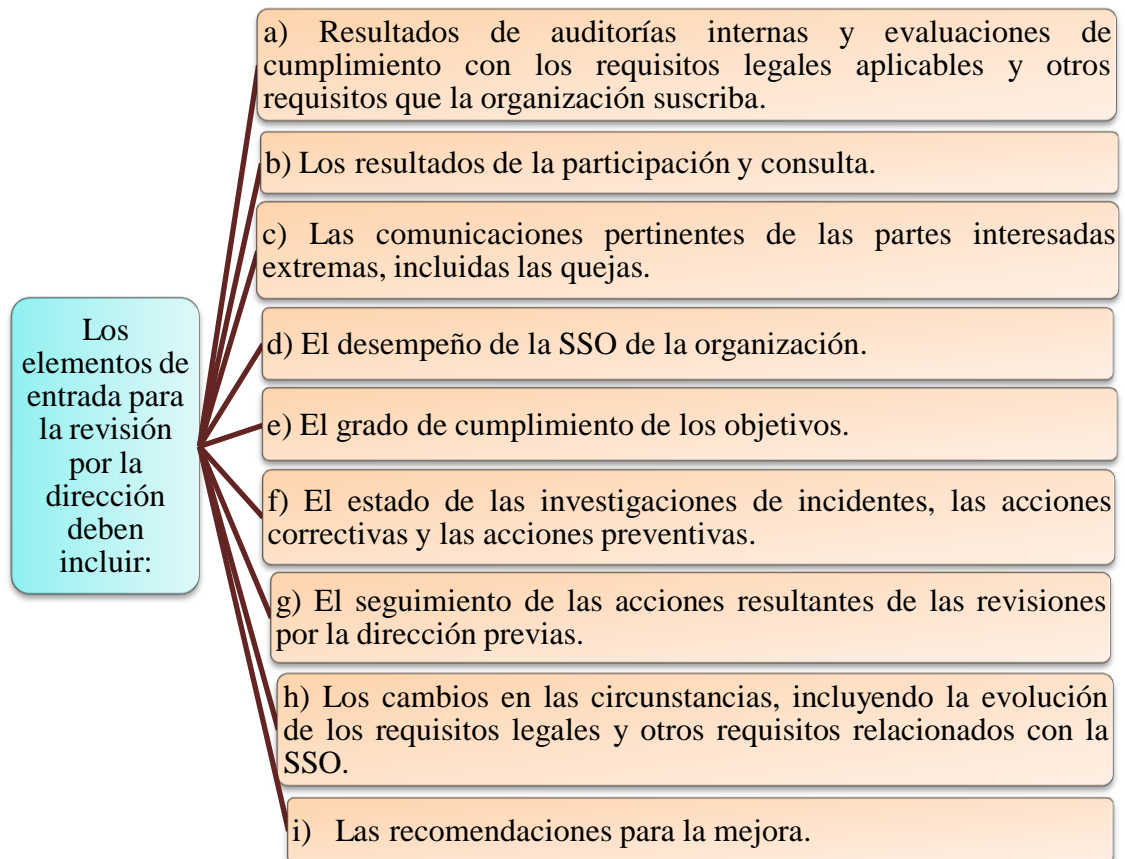 Los
elementos de
entrada para
la revisión
por la
dirección
deben
incluir:
a) Resultados de auditorías internas y evaluaciones de
cumplimiento con los requisitos legales aplicables y otros
requisitos que la organización suscriba.
b) Los resultados de la participación y consulta.
c) Las comunicaciones pertinentes de las partes interesadas
extremas, incluidas las quejas.
d) El desempeño de la SSO de la organización.
e) El grado de cumplimiento de los objetivos.
f) El estado de las investigaciones de incidentes, las acciones
correctivas y las acciones preventivas.
g) El seguimiento de las acciones resultantes de las revisiones
por la dirección previas.
h) Los cambios en las circunstancias, incluyendo la evolución
de los requisitos legales y otros requisitos relacionados con la
SSO.
i) Las recomendaciones para la mejora.